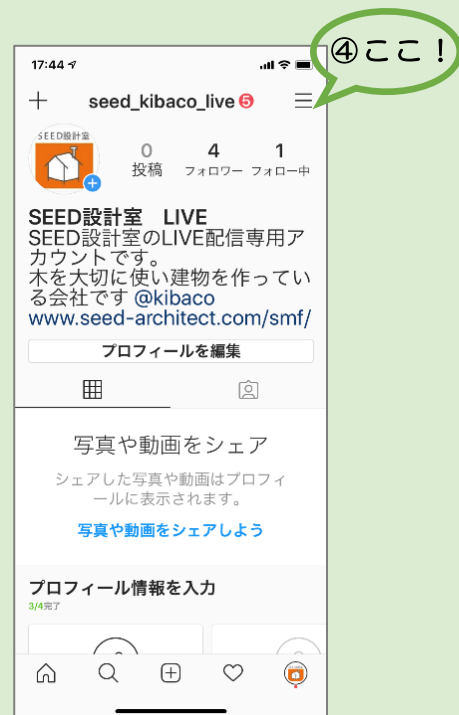 ④ここ！
17:44
seed_kibaco_live 5
SEED設計室
0 4 1
投稿 フォロワー フォロー中
SEED設計室　LIVE
SEED設計室のLIVE配信専用ア
カウントです。
木を大切に使い建物を作ってい
る会社です @kibaco
www.seed-architect.com/smf/
プロフィールを編集
写真や動画をシェア
シェアした写真や動画はプロフィ
ールに表示されます。
写真や動画をシェアしよう
プロフィール情報を入力
3/4完了